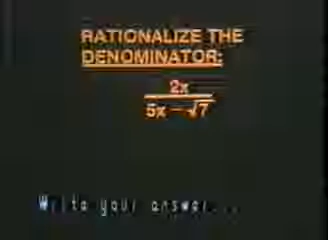 RATIONALIZE THE
DENOMINATOR:
2x
5x - √7
Write your answer...